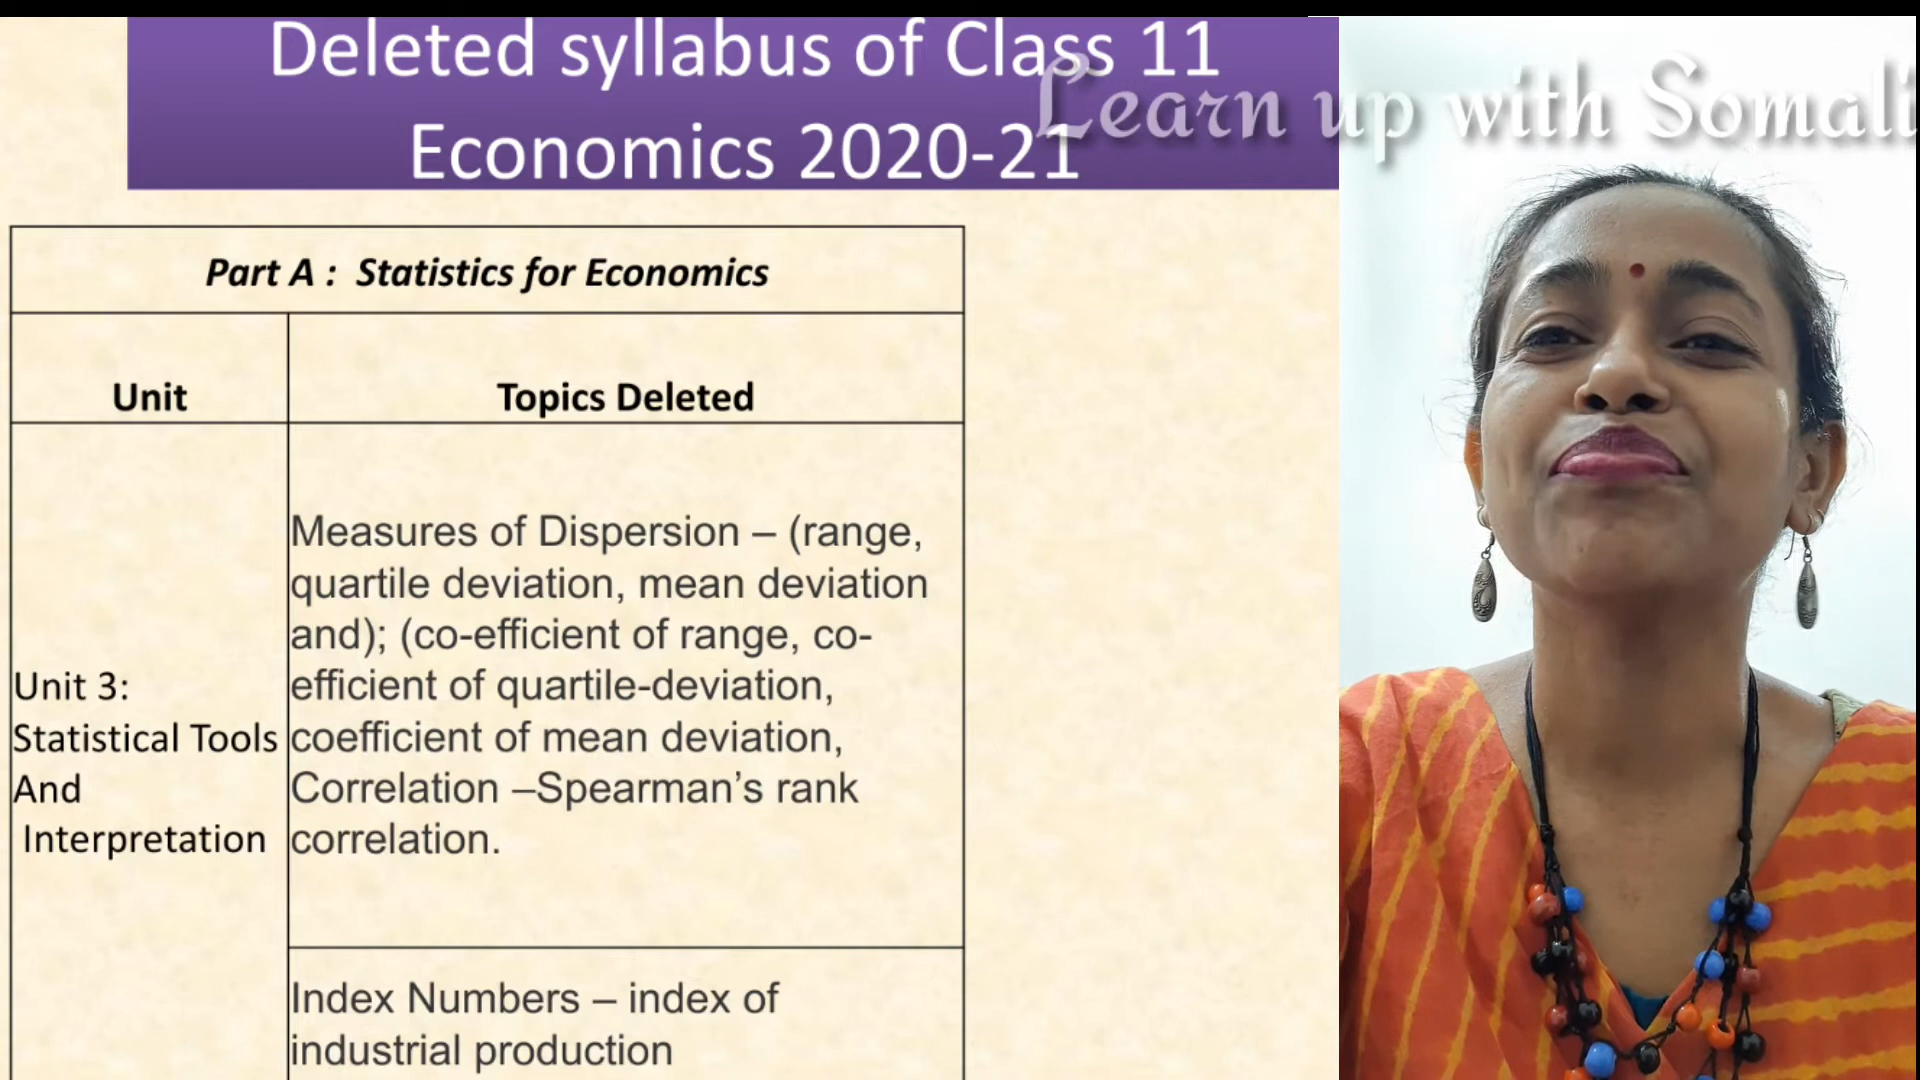 Deleted syllabus of Class 11
Economics 2020-21
Learn up with Somali
Part A : Statistics for Economics
Unit
Topics Deleted
Unit 3:
Statistical Tools
And
Interpretation
Measures of Dispersion – (range,
quartile deviation, mean deviation
and); (co-efficient of range, co-
efficient of quartile-deviation,
coefficient of mean deviation,
Correlation –Spearman’s rank
correlation.
Index Numbers – index of
industrial production